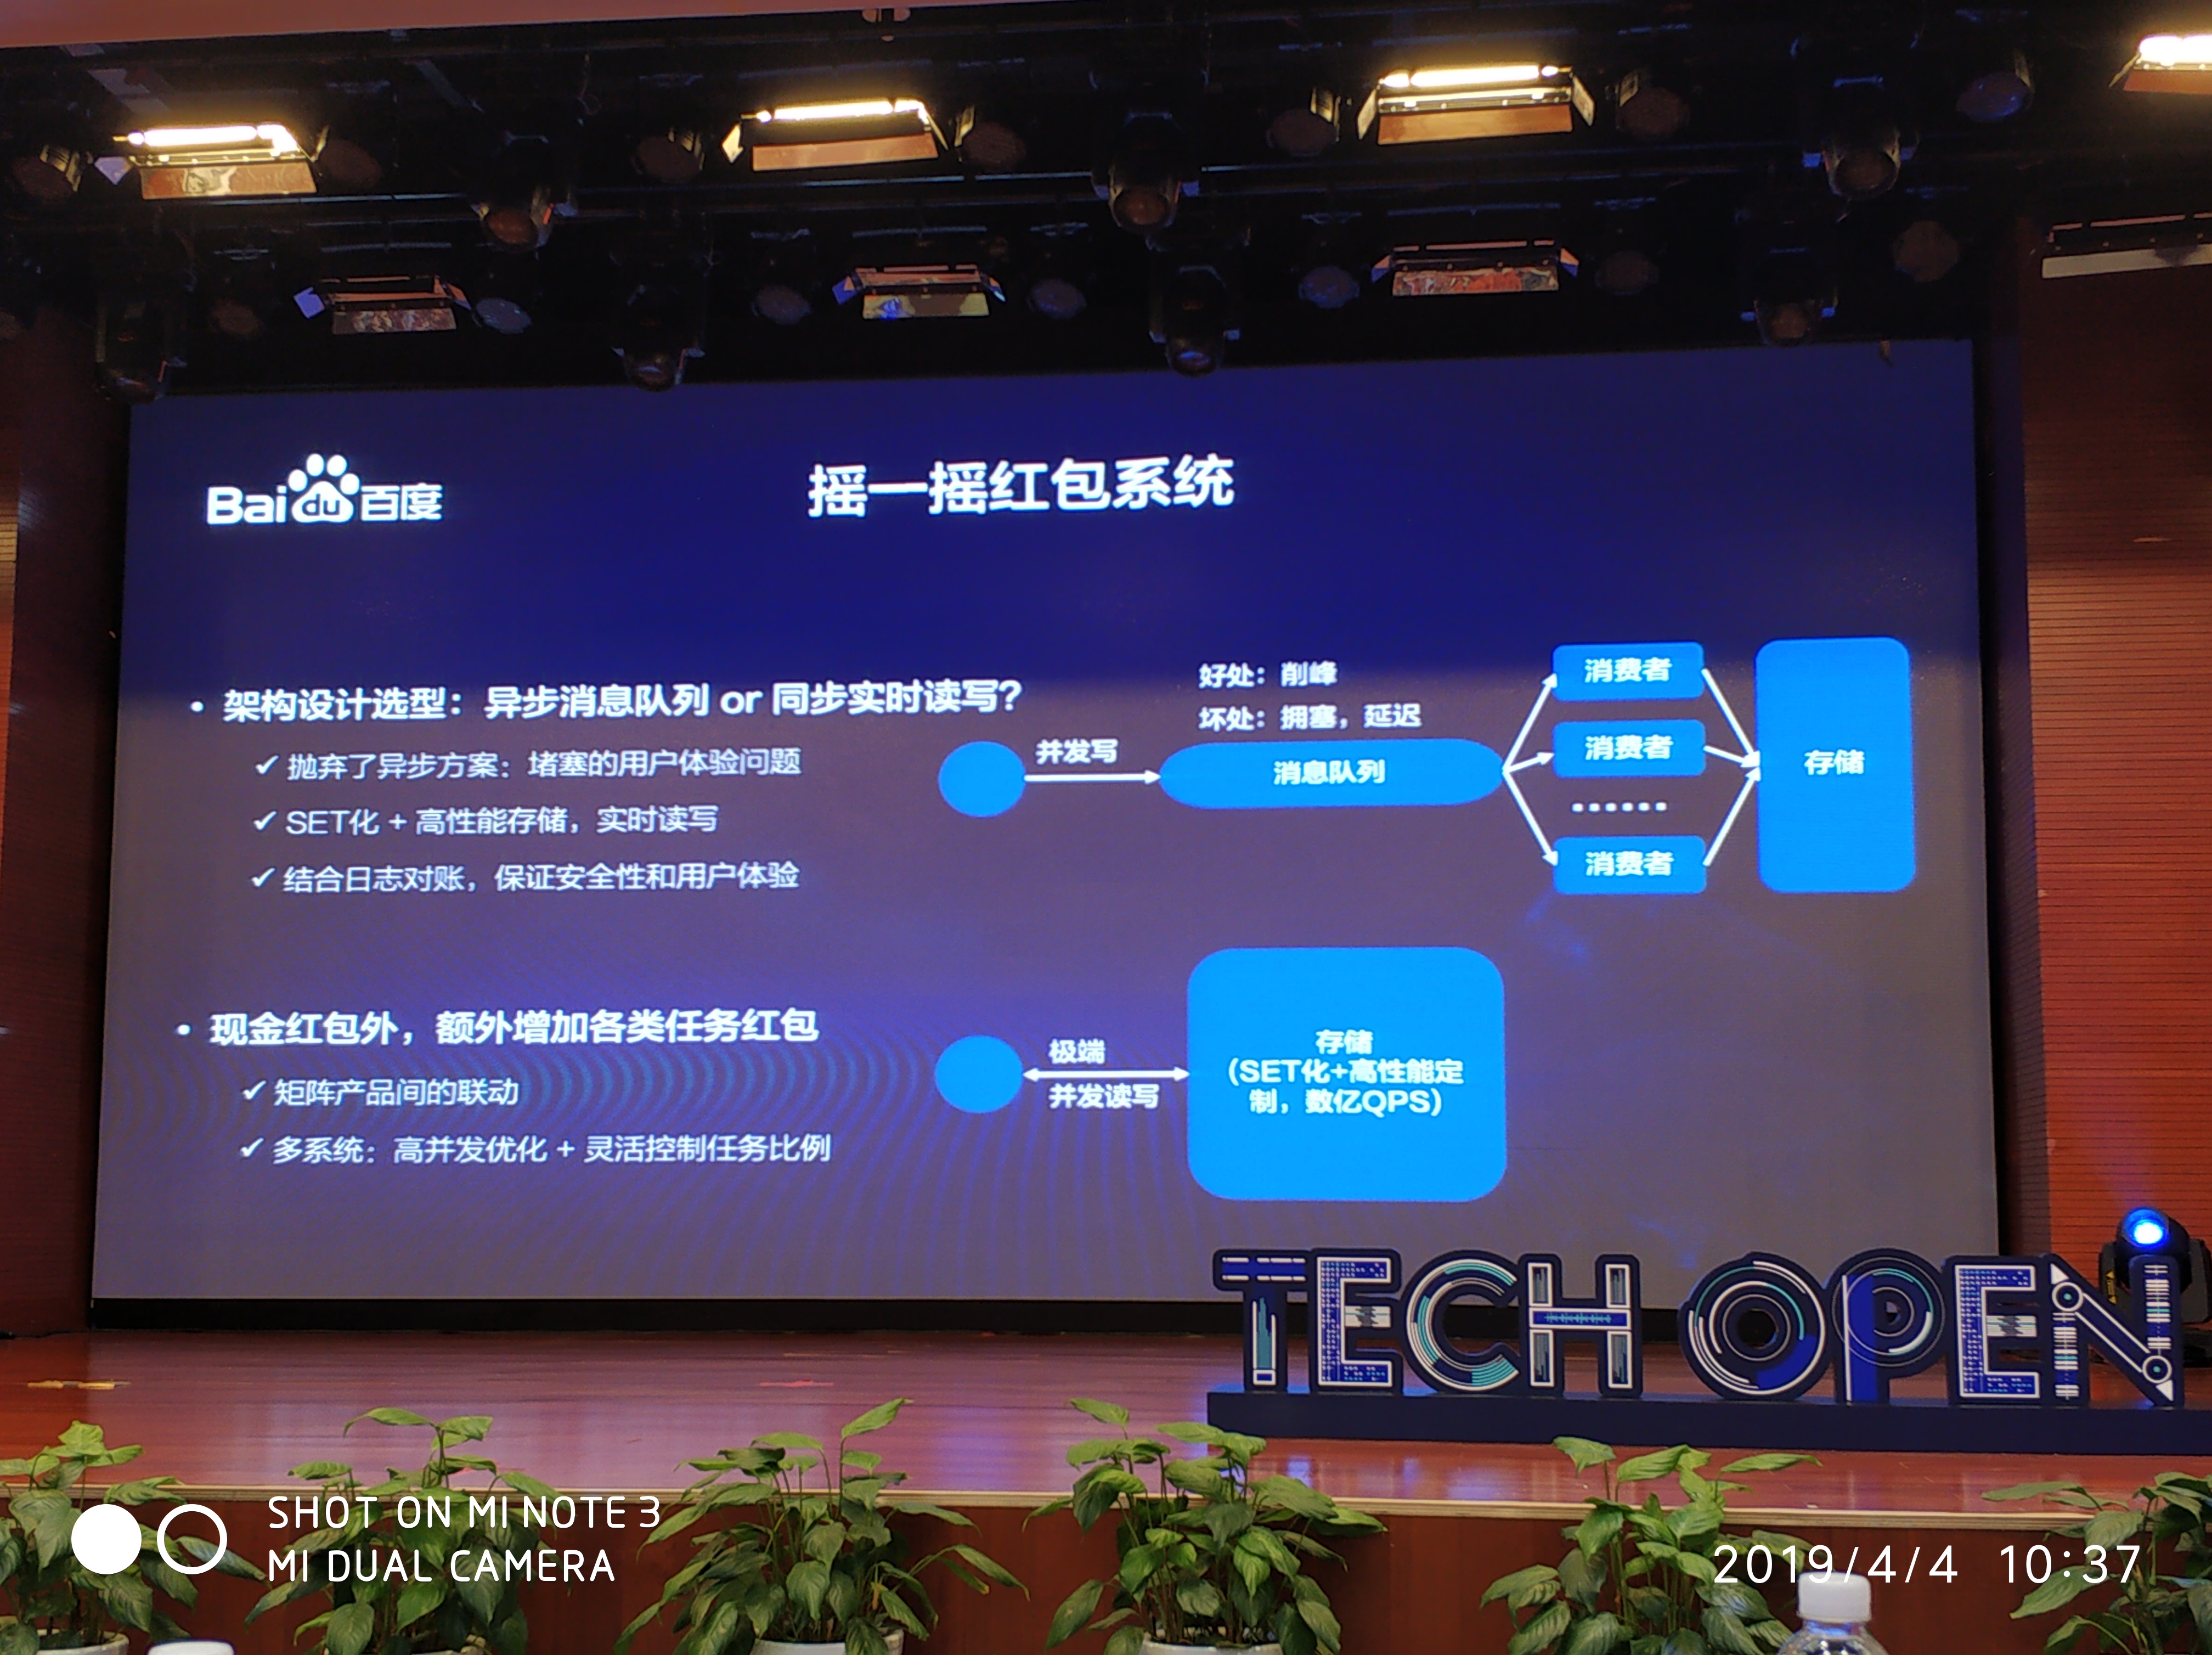 Bai du 百度
摇一摇红包系统
• 架构设计选型：异步消息队列 or 同步实时读写？
✓ 抛弃了异步方案：堵塞的用户体验问题
✓ SET化 + 高性能存储，实时读写
✓ 结合日志对账，保证安全性和用户体验
• 现金红包外，额外增加各类任务红包
✓ 矩阵产品间的联动
✓ 多系统：高并发优化 + 灵活控制任务比例
好处：削峰
坏处：拥塞，延迟
并发写
消息队列
消费者
消费者
……
消费者
存储
极端
并发读写
存储
（SET化+高性能定
制，数亿QPS）
TECH OPEN
SHOT ON MI NOTE 3
MI DUAL CAMERA
2019/4/4 10:37